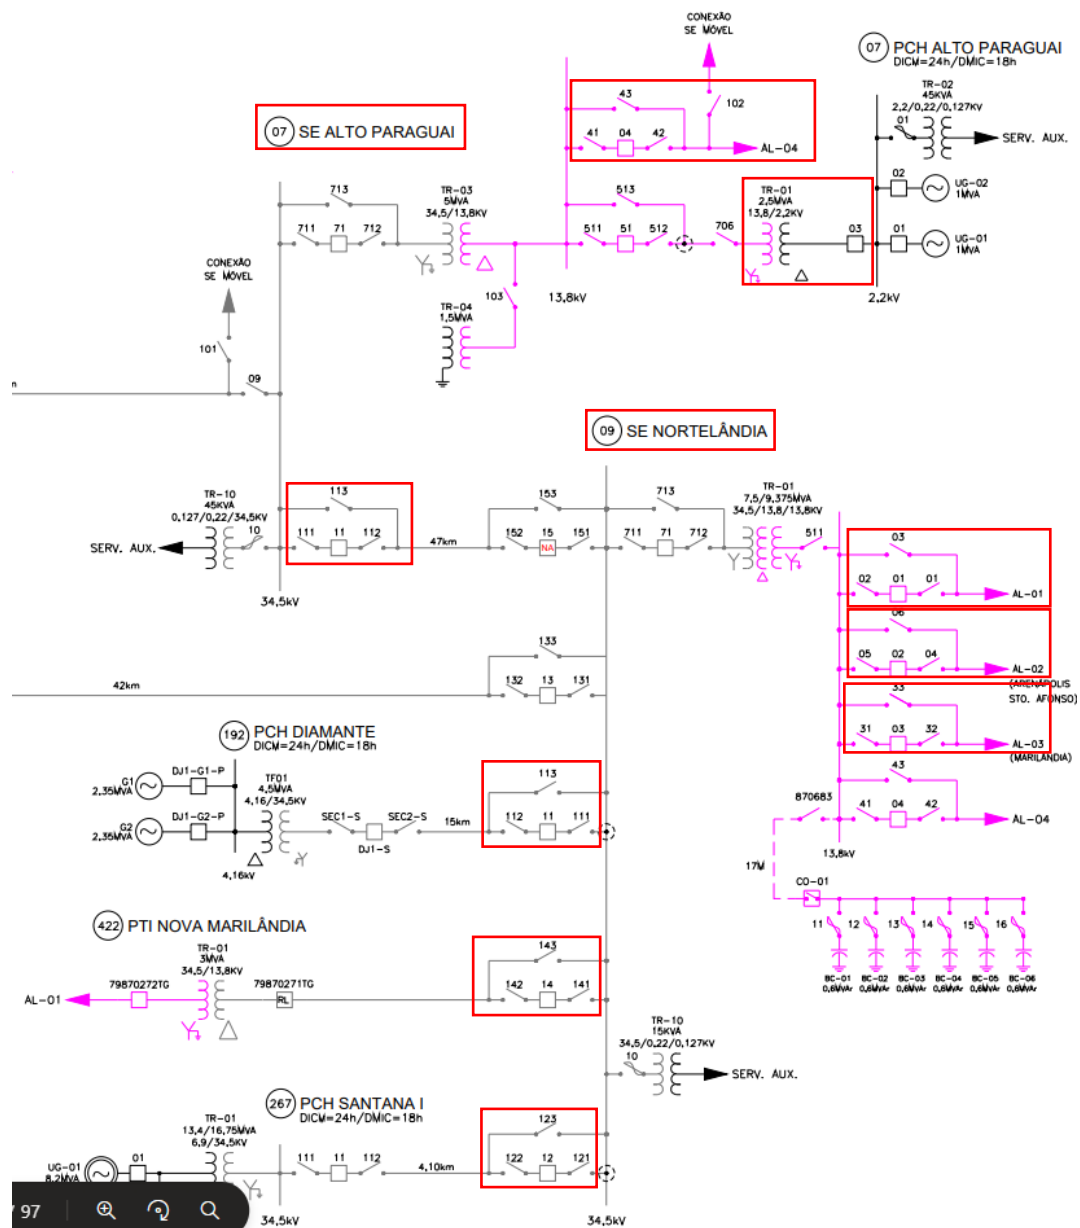 CONEXÃO
SE MÓVEL
07 PCH ALTO PARAGUAI
DICM=24h/DMIC=18h
TR-02
45KVA
2,2/0,22/0,127KV
01
SERV. AUX.
43
102
07 SE ALTO PARAGUAI
41 04 42
AL-04
02
UG-02
1MVA
713
TR-03
5MVA
34,5/13,8KV
513
TR-01
2,5MVA
13,8/2,2KV
711 71 712
511 51 512
706
03
01
UG-01
1MVA
CONEXÃO
SE MÓVEL
103
13,8kV
2,2kV
TR-04
1,5MVA
101
09
09 SE NORTELÂNDIA
TR-10
45KVA
0,127/0,22/34,5KV
10
113
153
713
TR-01
7,5/9,375MVA
34,5/13,8/13,8KV
SERV. AUX.
111 11 112
47km
152 15 151
NA
711 71 712
511
03
02 01 01
AL-01
34,5kV
06
05 02 04
AL-02
(ARENÁPOLIS
STO. AFONSO)
133
42km
132 13 131
33
31 03 32
AL-03
(MARILANDIA)
192 PCH DIAMANTE
DICM=24h/DMIC=18h
G1
2,35MVA
DJ1-G1-P
TF01
4,5MVA
4,16/34,5KV
113
43
G2
2,35MVA
DJ1-G2-P
SEC1-S SEC2-S
DJ1-S
15km
112 11 111
870683
41 04 42
AL-04
4,16kV
13,8kV
17M
CO-01
11 12 13 14 15 16
BC-01 BC-02 BC-03 BC-04 BC-05 BC-06
0,6MVAr 0,6MVAr 0,6MVAr 0,6MVAr 0,6MVAr 0,6MVAr
422 PTI NOVA MARILÂNDIA
TR-01
3MVA
34,5/13,8KV
143
AL-01
79870272TG
79870271TG
RL
142 14 141
TR-10
15KVA
34,5/0,22/0,127KV
10
SERV. AUX.
267 PCH SANTANA I
DICM=24h/DMIC=18h
TR-01
13,4/16,75MVA
6,9/34,5KV
123
UG-01
8,2MVA
01
111 11 112
4,10km
122 12 121
/ 97
34,5kV
34,5kV